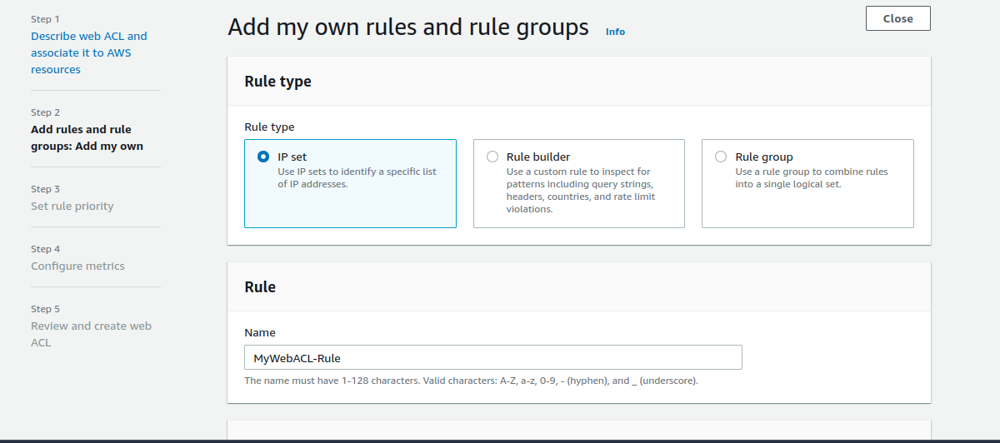 Step 1
Describe web ACL and
associate it to AWS
resources
Step 2
Add rules and rule
groups: Add my own
Step 3
Set rule priority
Step 4
Configure metrics
Step 5
Review and create web
ACL
Add my own rules and rule groups Info
Close
Rule type
Rule type
IP set
Use IP sets to identify a specific list
of IP addresses.
Rule builder
Use a custom rule to inspect for
patterns including query strings,
headers, countries, and rate limit
violations.
Rule group
Use a rule group to combine rules
into a single logical set.
Rule
Name
MyWebACL-Rule
The name must have 1-128 characters. Valid characters: A-Z, a-z, 0-9, - (hyphen), and _ (underscore).